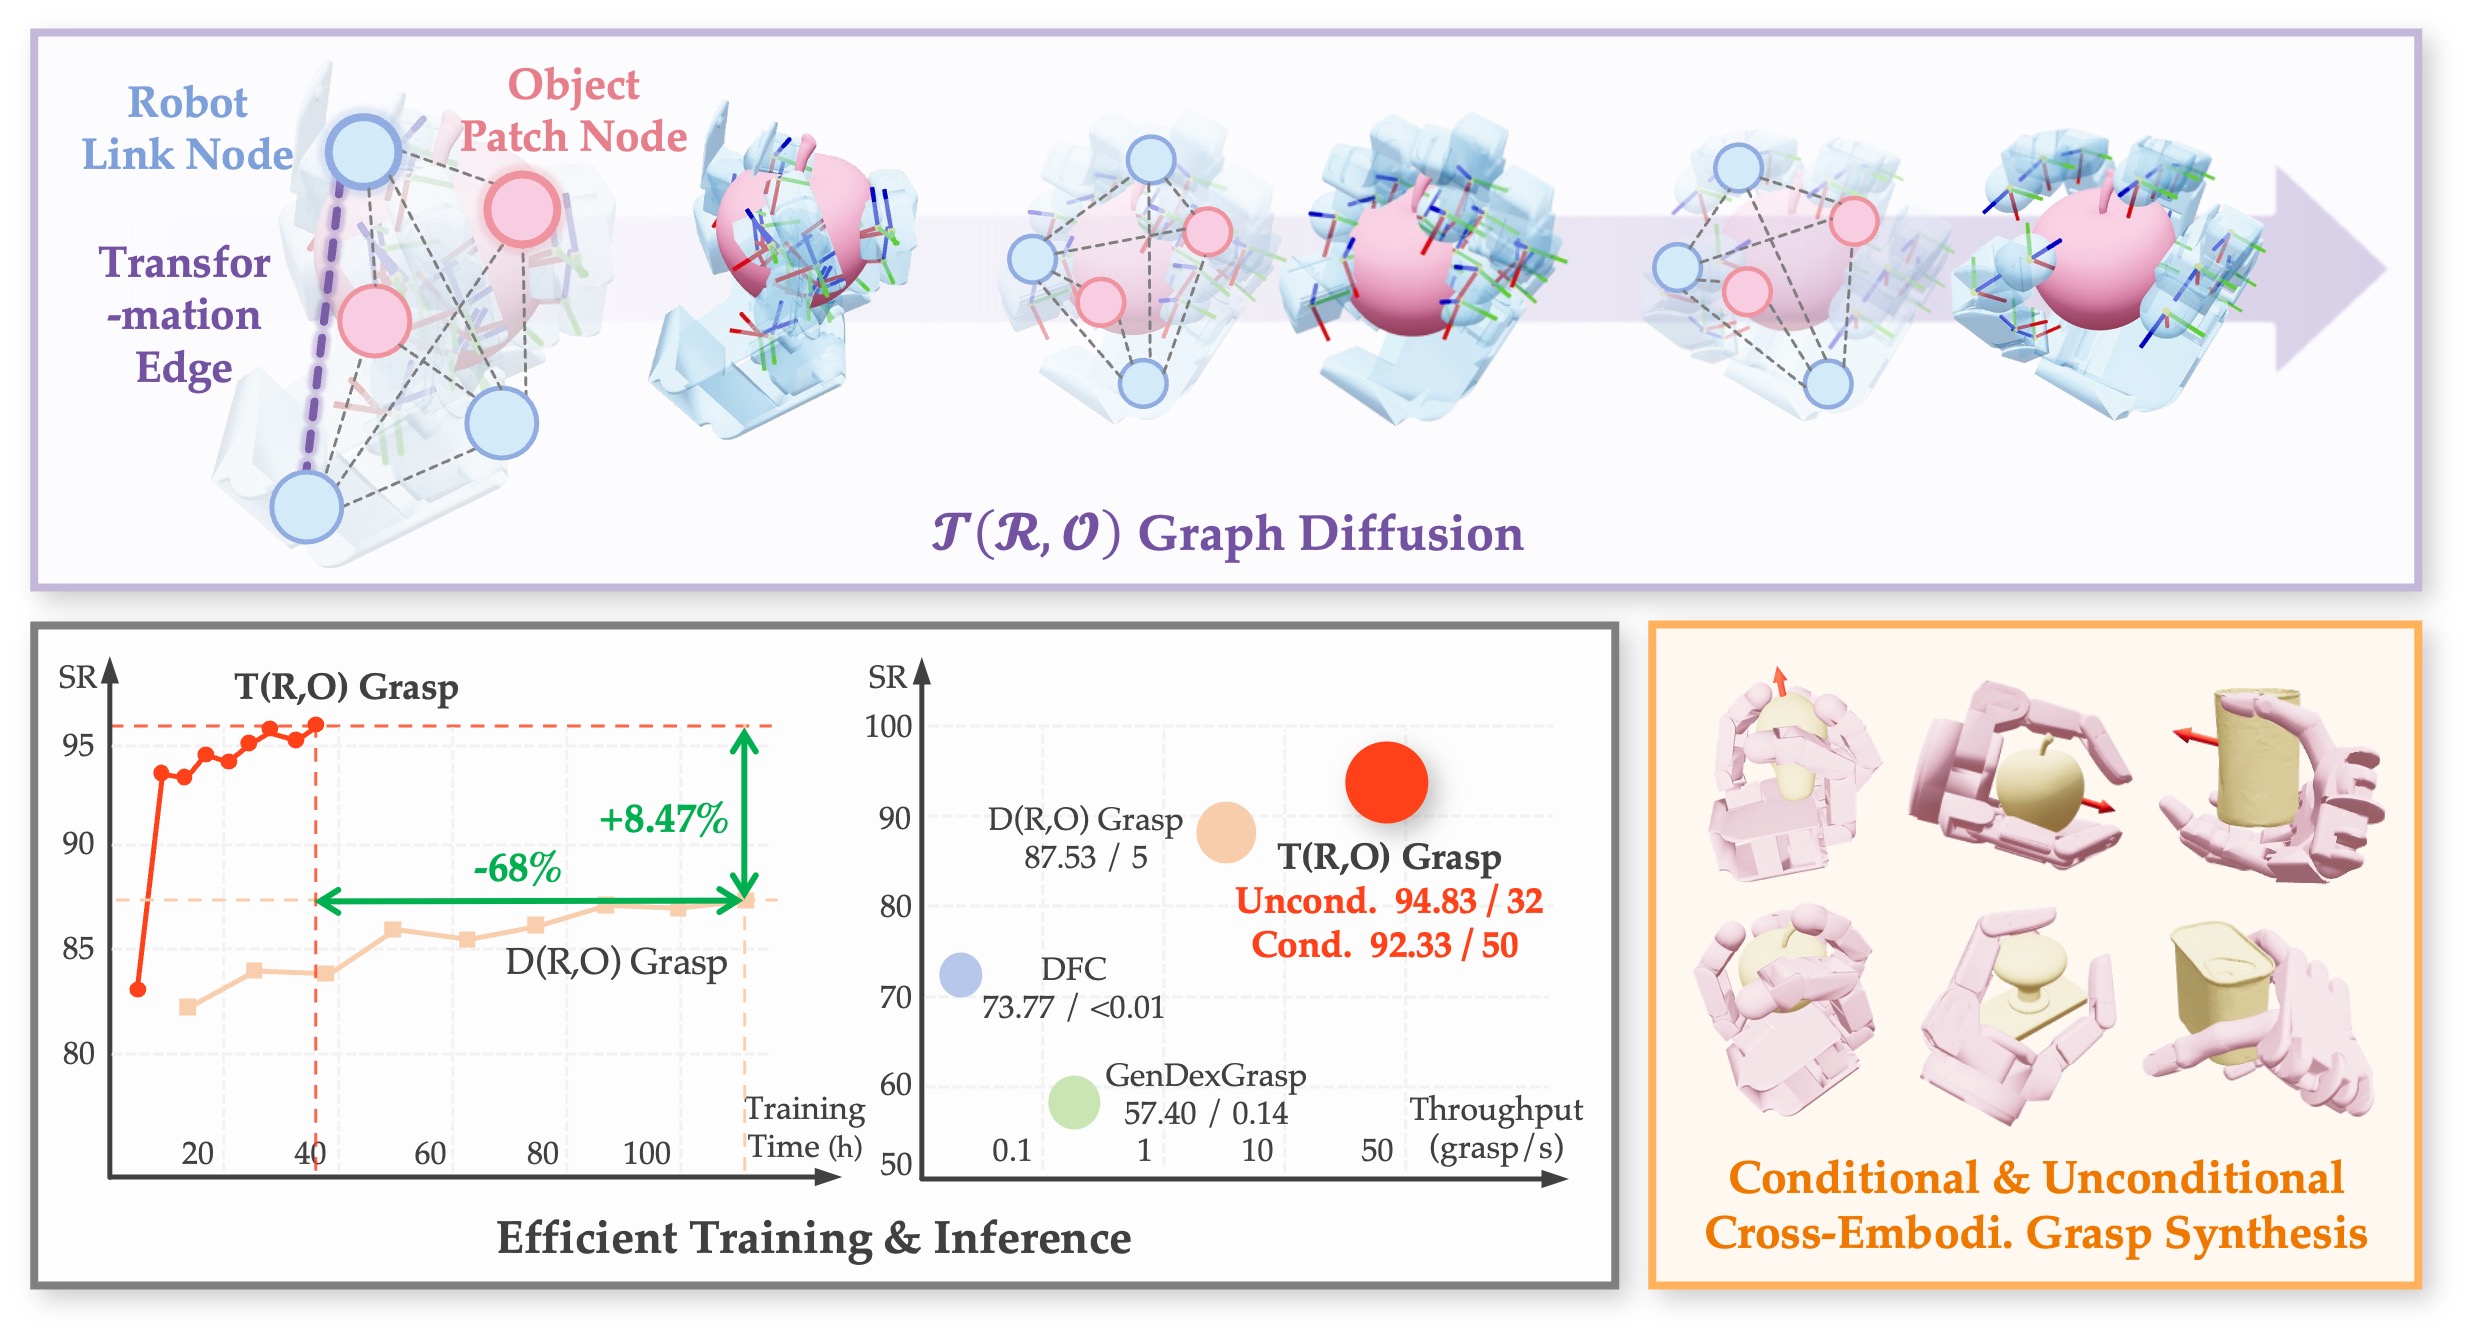 Robot
Link Node
Object
Patch Node
Transfor
-mation
Edge
𝒯(ℛ, 𝒪) Graph Diffusion
SR
T(R,O) Grasp
95
90
85
80
+8.47%
-68%
D(R,O) Grasp
20 40 60 80 100
Training
Time (h)
SR
100
90
80
70
60
50
D(R,O) Grasp
87.53 / 5
T(R,O) Grasp
Uncond. 94.83 / 32
Cond. 92.33 / 50
DFC
73.77 / <0.01
GenDexGrasp
57.40 / 0.14
0.1 1 10 50
Throughput
(grasp/s)
Efficient Training & Inference
Conditional & Unconditional
Cross-Embodi. Grasp Synthesis